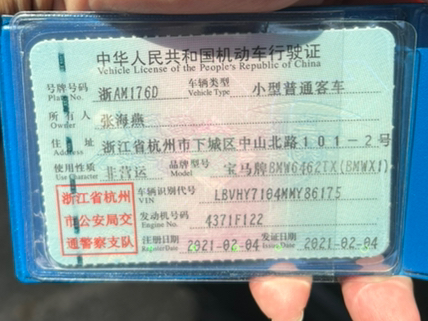 中华人民共和国机动车行驶证
Vehicle License of the People's Republic of China
号牌号码 浙AM176D 车辆类型 小型普通客车
Plate No. Vehicle Type
所有人 张海燕
Owner
住址 浙江省杭州市下城区中山北路101-2号
Address
使用性质 非营运 品牌型号 宝马牌BMW6462TX(BMWX1)
Use Character Model
浙江省杭州
市公安局交
通警察支队
车辆识别代号 LBVHY7104MMY86175
VIN
发动机号码 4371F122
Engine No.
注册日期 2021-02-04 发证日期 2021-02-04
Register Date Issue Date